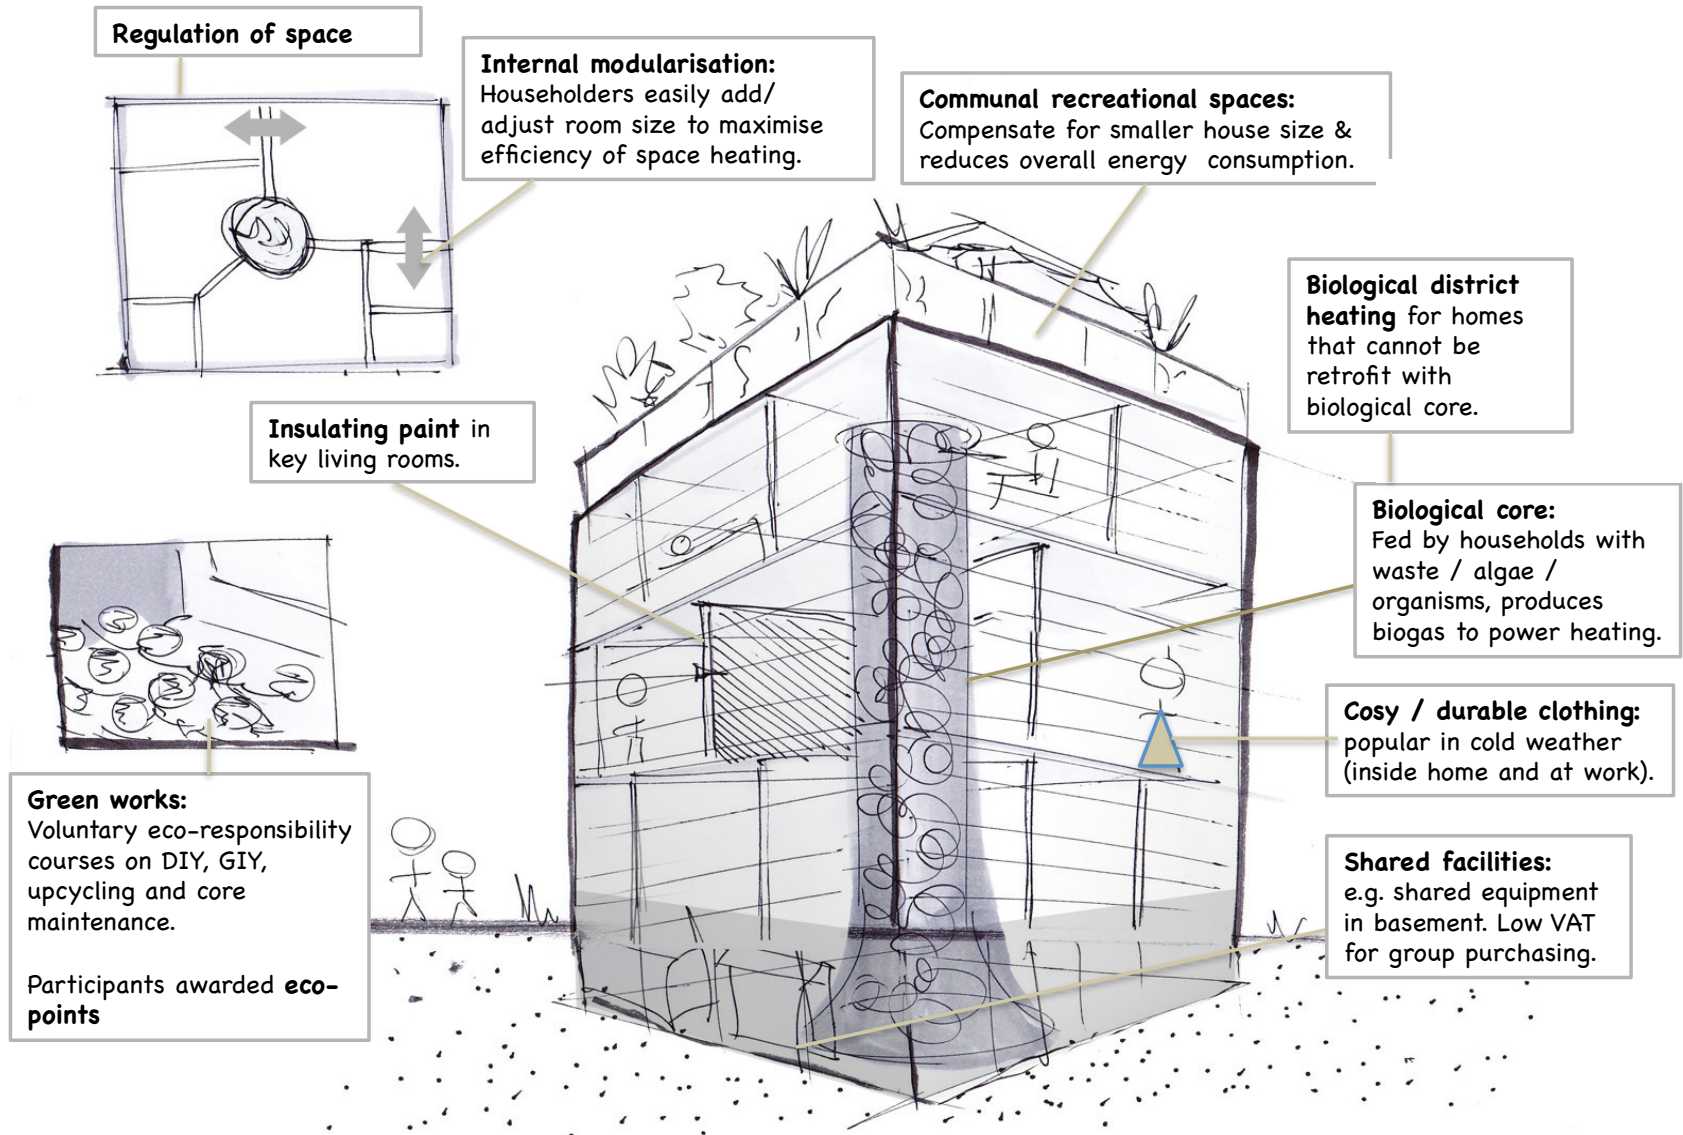 Regulation of space
Internal modularisation:
Householders easily add/
adjust room size to maximise
efficiency of space heating.
Communal recreational spaces:
Compensate for smaller house size &
reduces overall energy consumption.
Biological district
heating for homes
that cannot be
retrofit with
biological core.
Insulating paint in
key living rooms.
Biological core:
Fed by households with
waste / algae /
organisms, produces
biogas to power heating.
Cosy / durable clothing:
popular in cold weather
(inside home and at work).
Green works:
Voluntary eco-responsibility
courses on DIY, GIY,
upcycling and core
maintenance.
Participants awarded eco-
points
Shared facilities:
e.g. shared equipment
in basement. Low VAT
for group purchasing.